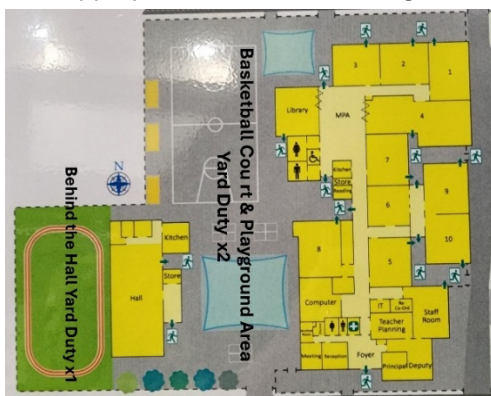 Basketball Cou rt & Playground Area
Yard Duty x2
Behind the Hall Yard Duty x1
N
3
2
1
Library
MPA
4
7
Kitchen
Store
Reading
9
6
10
8
5
Kitchen
Store
Hall
Computer
IT
Teacher
Planning
Staff
Room
Meeting
Reception
Foyer
Principal
Deputy